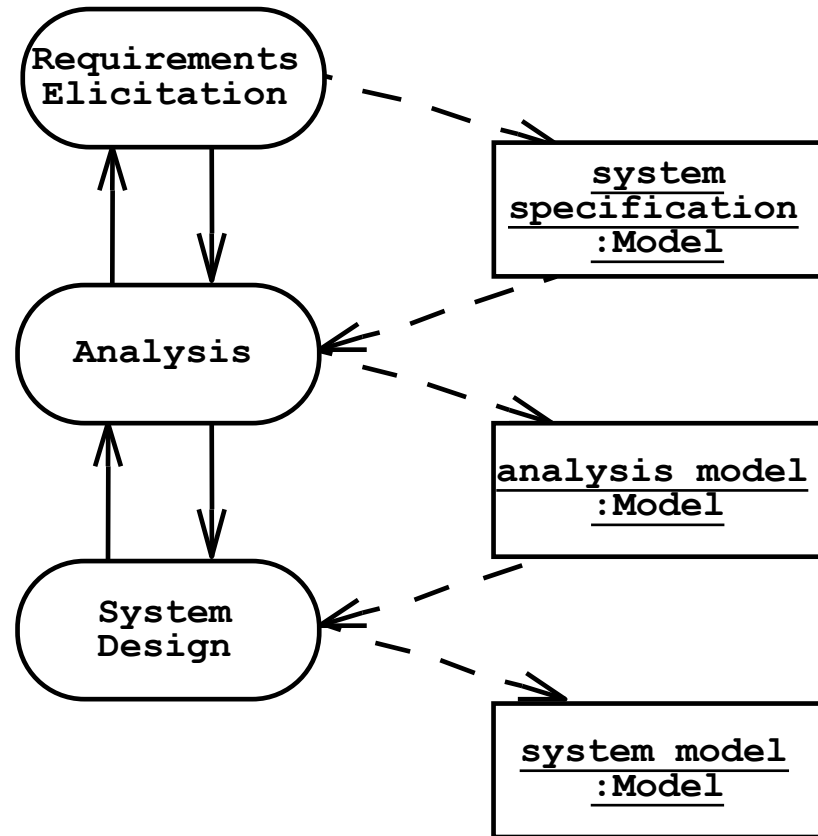 Requirements
Elicitation
system
specification
:Model
Analysis
analysis model
:Model
System
Design
system model
:Model